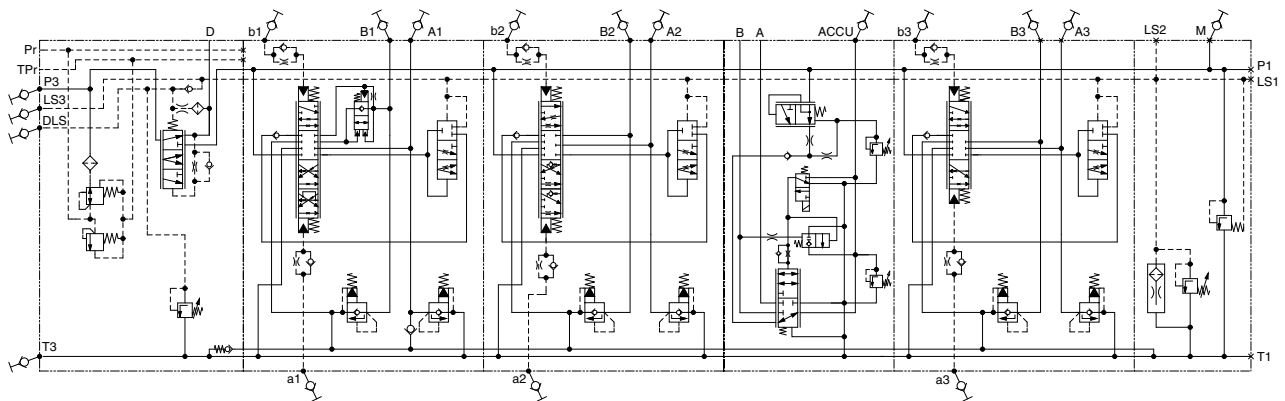 D b1 B1 A1 b2 B2 A2 B A ACCU b3 B3 A3 LS2 M
Pr
TPr P1
P3 LS1
LS3
DLS
T3 T1
a1 a2 a3